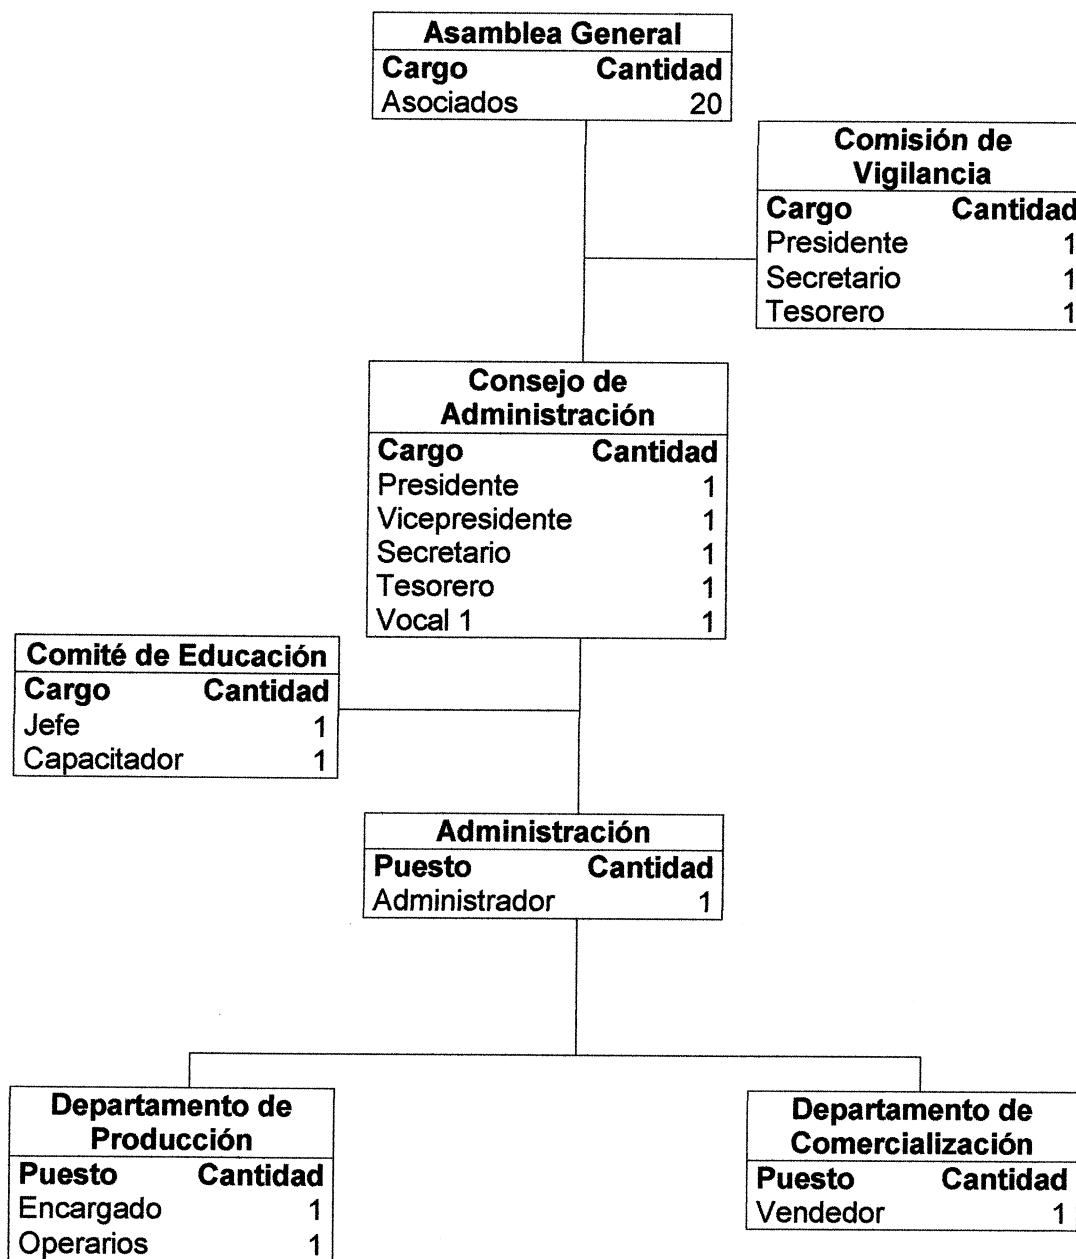 Asamblea General
Cargo Cantidad
Asociados 20
Comisión de
Vigilancia
Cargo Cantidad
Presidente 1
Secretario 1
Tesorero 1
Consejo de
Administración
Cargo Cantidad
Presidente 1
Vicepresidente 1
Secretario 1
Tesorero 1
Vocal 1 1
Comité de Educación
Cargo Cantidad
Jefe 1
Capacitador 1
Administración
Puesto Cantidad
Administrador 1
Departamento de
Producción
Puesto Cantidad
Encargado 1
Operarios 1
Departamento de
Comercialización
Puesto Cantidad
Vendedor 1